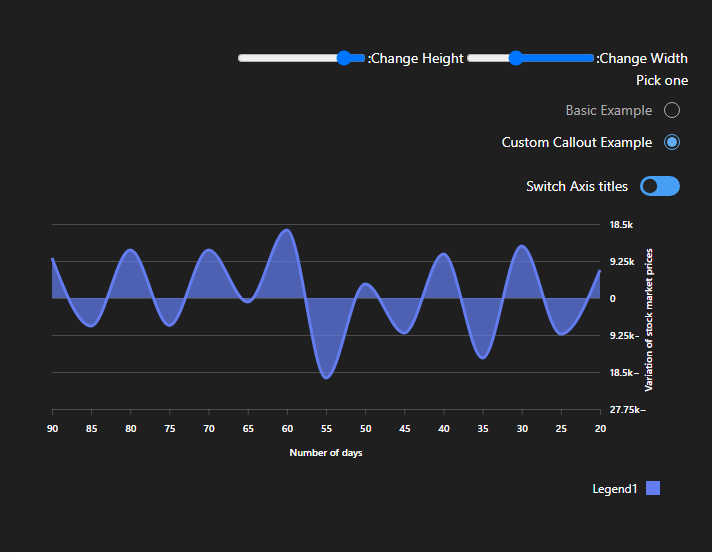 :Change Height :Change Width
Pick one
Basic Example
Custom Callout Example
Switch Axis titles
18.5k
9.25k
0
9.25k−
18.5k−
27.75k−
Variation of stock market prices
90 85 80 75 70 65 60 55 50 45 40 35 30 25 20
Number of days
Legend1